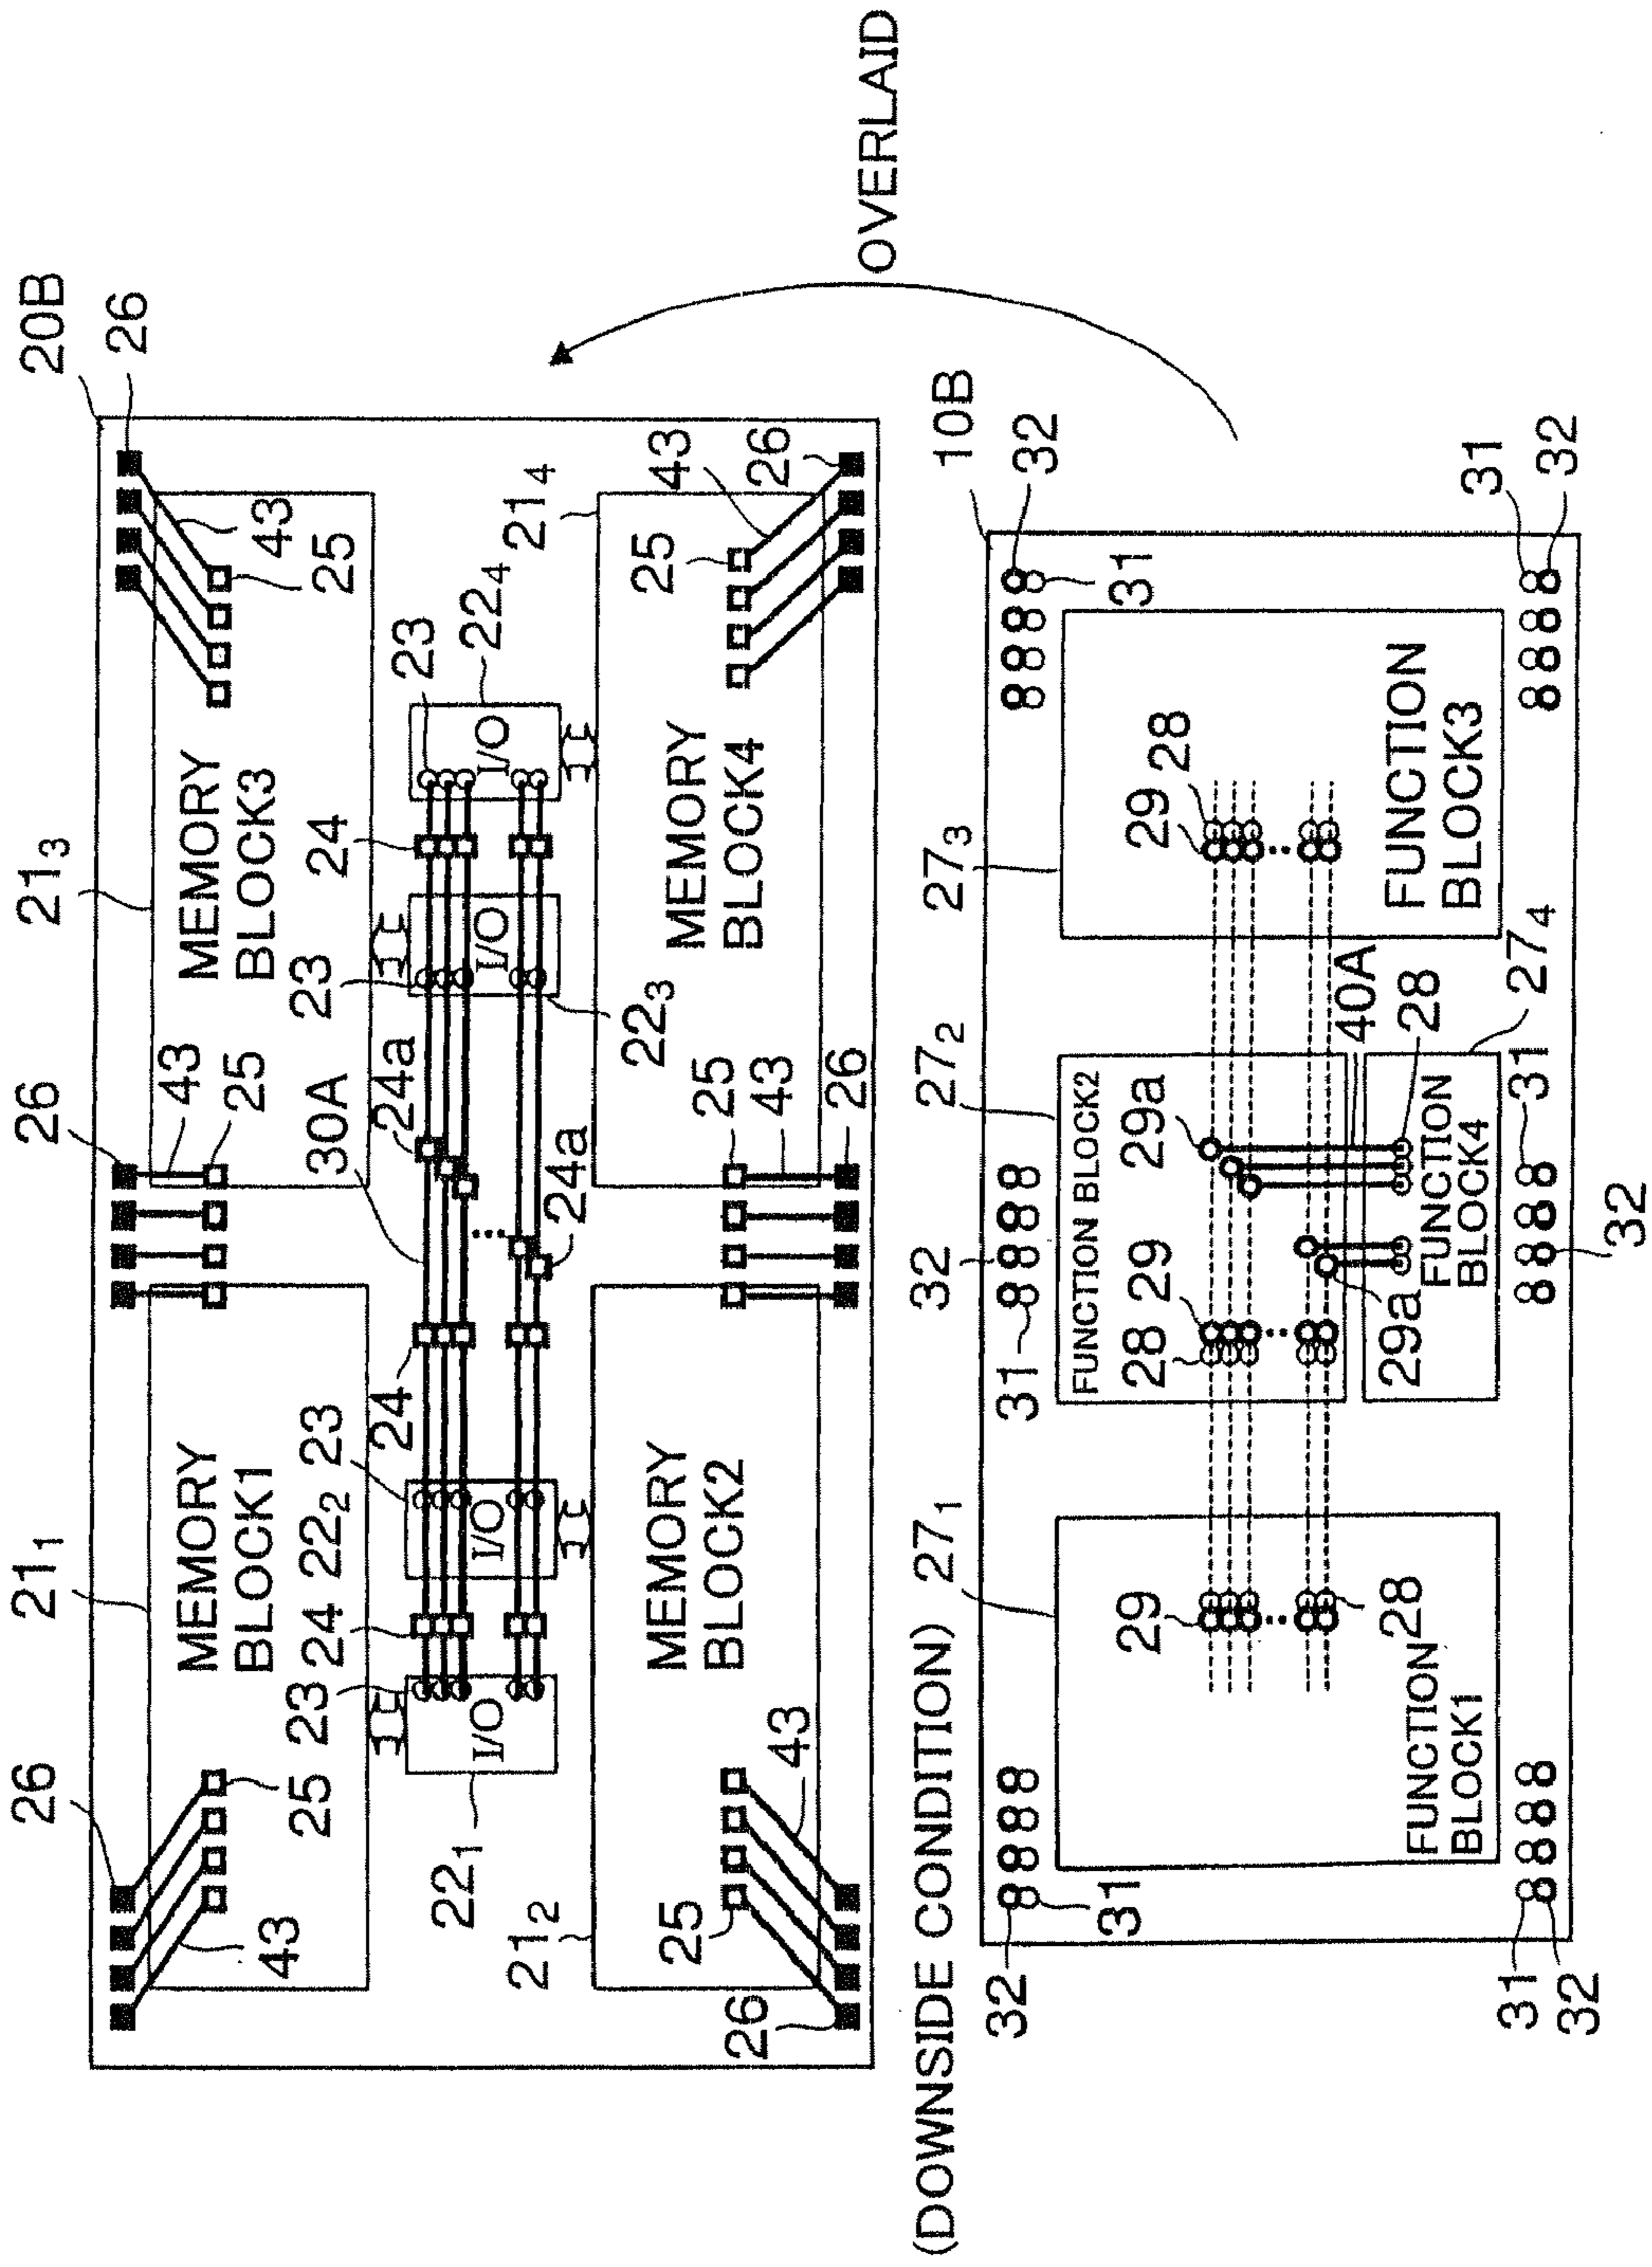 26
21₁
26
21₃
20B
26
MEMORY
BLOCK1
43
25
MEMORY
BLOCK3
43
25
43
25
23
24
22₂
23
30A
24a
23
24
23
22₄
22₁
I/O
I/O
I/O
I/O
24
24a
22₃
21₂
21₄
MEMORY
BLOCK2
MEMORY
BLOCK4
25
43
26
25
43
26
25
43
26
OVERLAID
(DOWNSIDE CONDITION)
27₁
27₂
27₃
10B
32
31
32
31
32
31
FUNCTION BLOCK2
29
28
28
29
29a
29
28
40A
28
29a
FUNCTION
BLOCK1
FUNCTION
BLOCK4
FUNCTION
BLOCK3
27₄
31
32
31
32
31
32